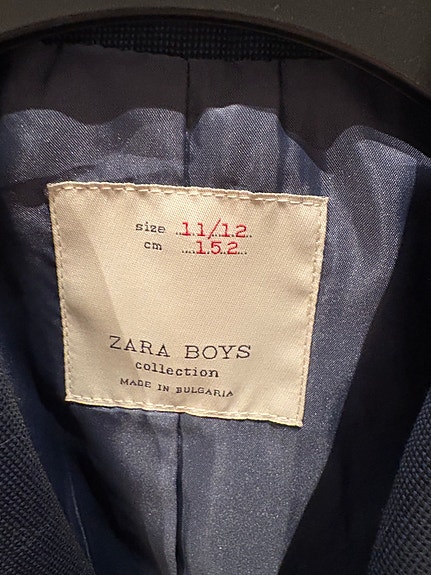 size 11/12
cm 152
ZARA BOYS
collection
MADE IN BULGARIA